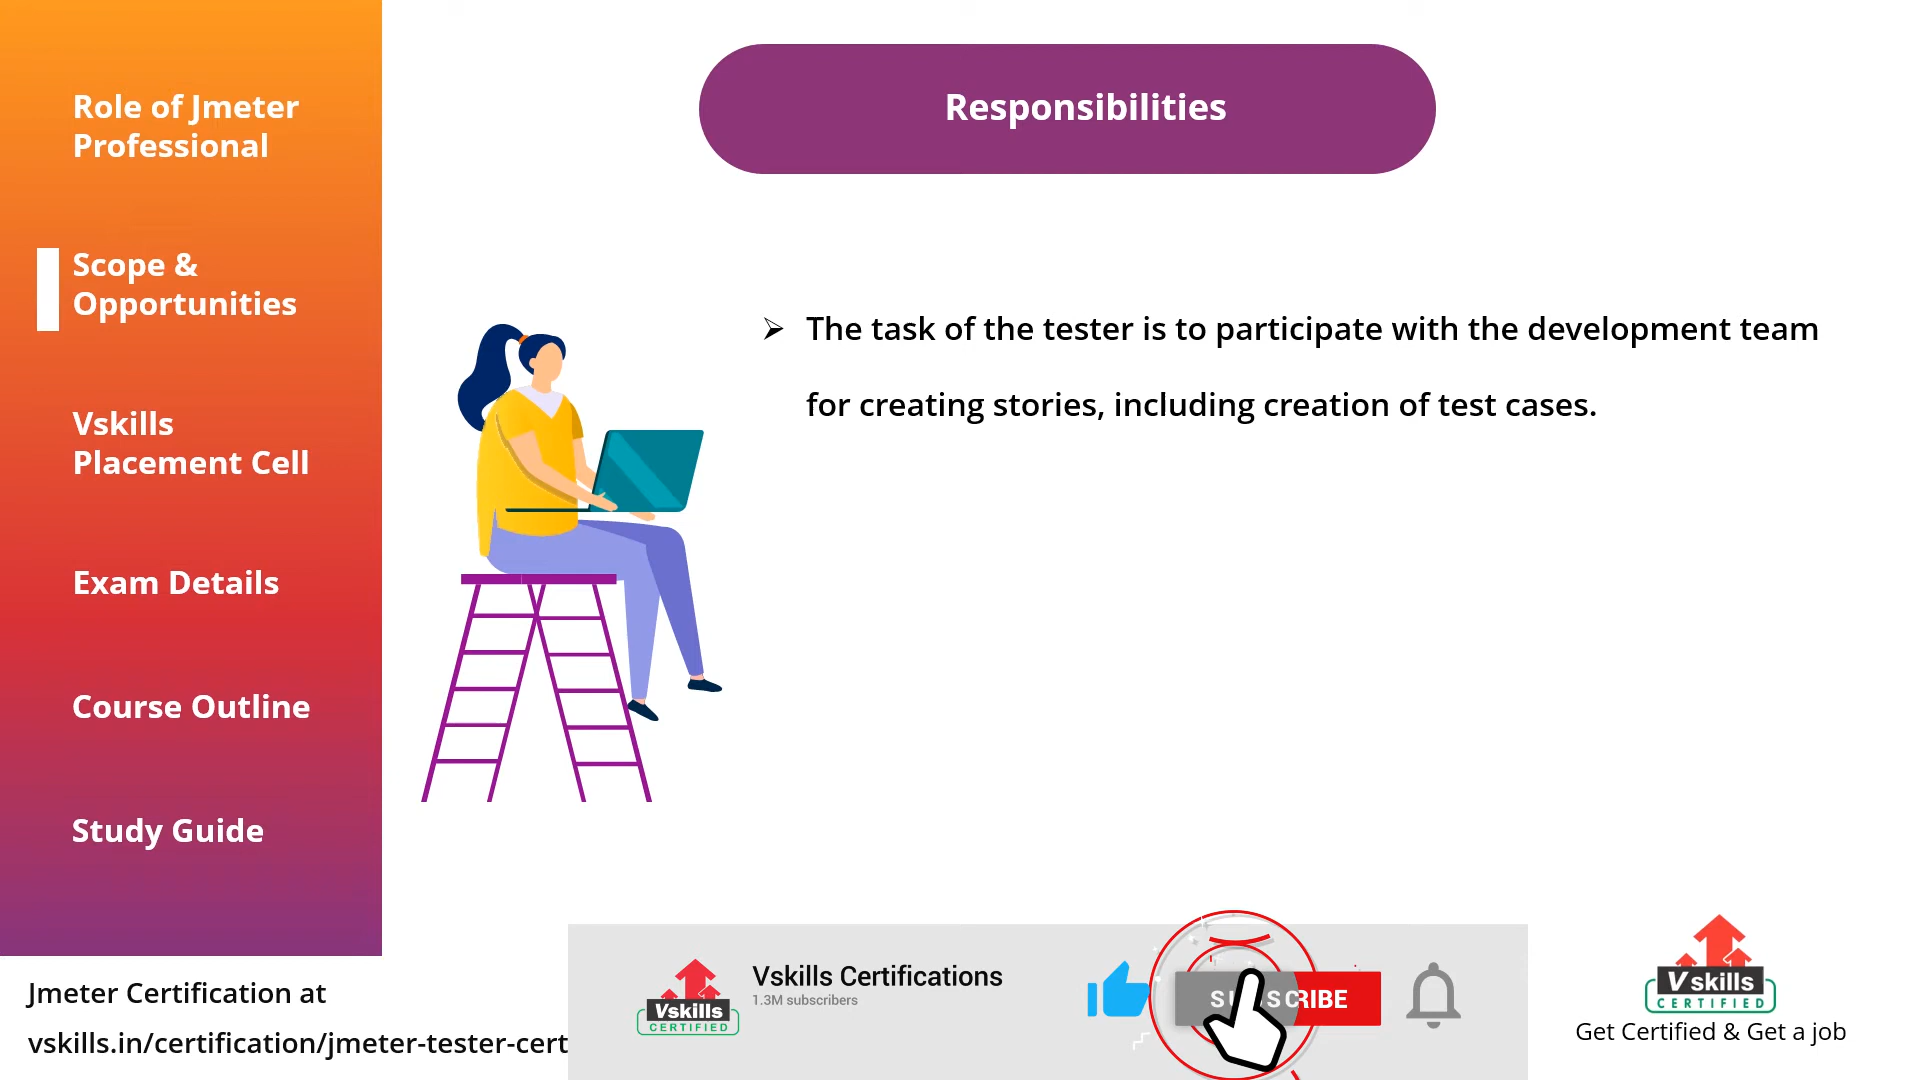 Role of Jmeter
Professional
Scope &
Opportunities
Vskills
Placement Cell
Exam Details
Course Outline
Study Guide
Responsibilities
➢ The task of the tester is to participate with the development team
for creating stories, including creation of test cases.
Jmeter Certification at
vskills.in/certification/jmeter-tester-cert
Vskills
CERTIFIED
Vskills Certifications
1.3M subscribers
SUBSCRIBE
Vskills
CERTIFIED
Get Certified & Get a job